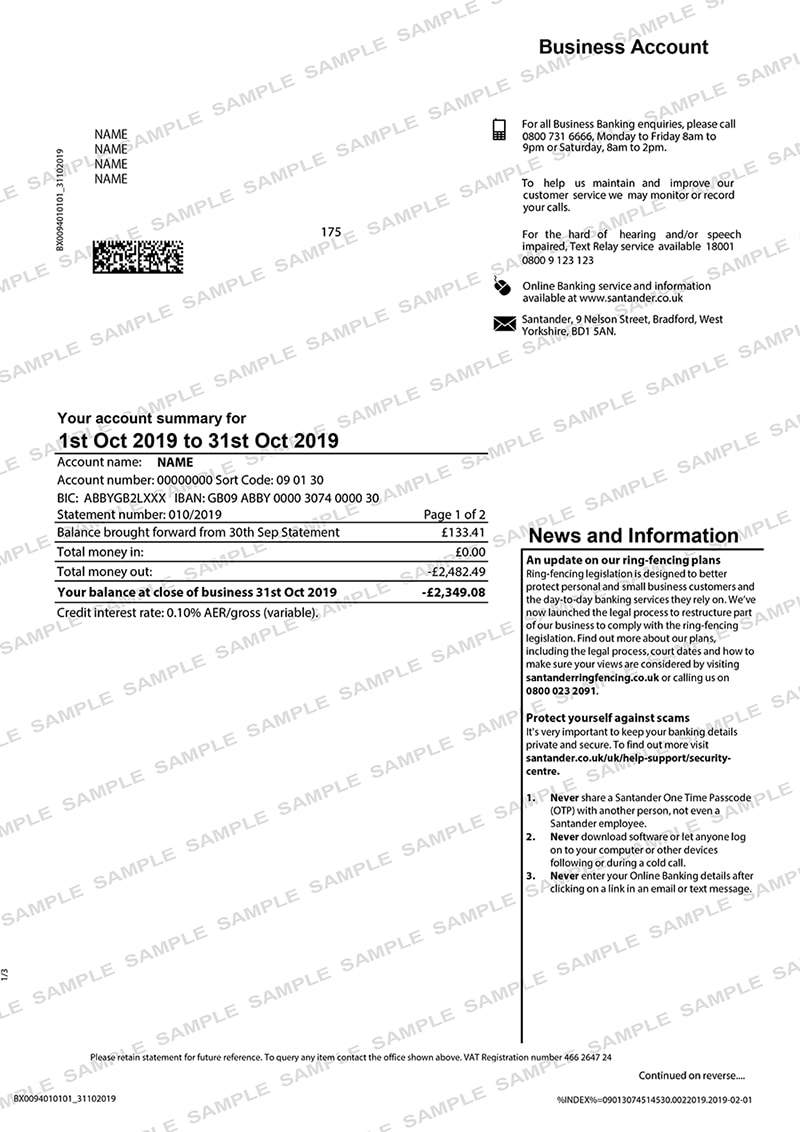 Business Account
NAME
NAME
NAME
NAME
BX0094010101_31102019
175
For all Business Banking enquiries, please call
0800 731 6666, Monday to Friday 8am to
9pm or Saturday, 8am to 2pm.
To help us maintain and improve our
customer service we may monitor or record
your calls.
For the hard of hearing and/or speech
impaired, Text Relay service available 18001
0800 9 123 123
Online Banking service and information
available at www.santander.co.uk
Santander, 9 Nelson Street, Bradford, West
Yorkshire, BD1 5AN.
Your account summary for
1st Oct 2019 to 31st Oct 2019
Account name: NAME
Account number: 00000000 Sort Code: 09 01 30
BIC: ABBYGB2LXXX IBAN: GB09 ABBY 0000 3074 0000 30
Statement number: 010/2019 Page 1 of 2
Balance brought forward from 30th Sep Statement £133.41
Total money in: £0.00
Total money out: -£2,482.49
Your balance at close of business 31st Oct 2019 -£2,349.08
Credit interest rate: 0.10% AER/gross (variable).
News and Information
An update on our ring-fencing plans
Ring-fencing legislation is designed to better
protect personal and small business customers and
the day-to-day banking services they rely on. We've
now launched the legal process to restructure part
of our business to comply with the ring-fencing
legislation. Find out more about our plans,
including the legal process, court dates and how to
make sure your views are considered by visiting
santanderringfencing.co.uk or calling us on
0800 023 2091.
Protect yourself against scams
It's very important to keep your banking details
private and secure. To find out more visit
santander.co.uk/uk/help-support/security-
centre.
1. Never share a Santander One Time Passcode
(OTP) with another person, not even a
Santander employee.
2. Never download software or let anyone log
on to your computer or other devices
following or during a cold call.
3. Never enter your Online Banking details after
clicking on a link in an email or text message.
1/3
Please retain statement for future reference. To query any item contact the office shown above. VAT Registration number 466 2647 24
Continued on reverse....
BX0094010101_31102019
%INDEX%=09013074514530.0022019.2019-02-01
SAMPLE